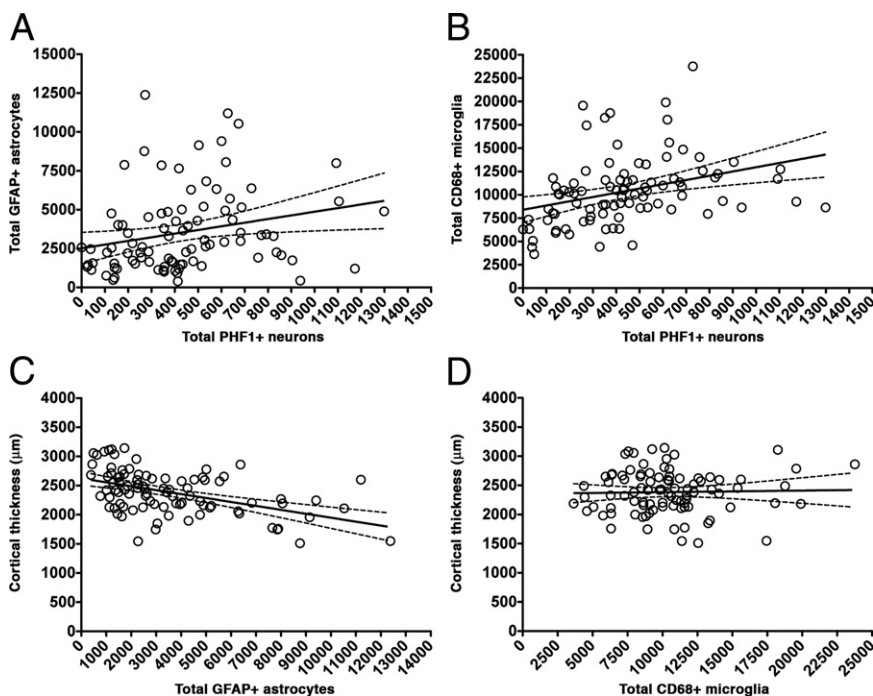 A
15000
12500
10000
7500
5000
2500
0
Total GFAP+ astrocytes
0 100 200 300 400 500 600 700 800 900 1000 1100 1200 1300 1400 1500
Total PHF1+ neurons
B
25000
22500
20000
17500
15000
12500
10000
7500
5000
2500
0
Total CD68+ microglia
0 100 200 300 400 500 600 700 800 900 1000 1100 1200 1300 1400 1500
Total PHF1+ neurons
C
4000
3500
3000
2500
2000
1500
1000
500
0
Cortical thickness (μm)
0 1000 2000 3000 4000 5000 6000 7000 8000 9000 10000 11000 12000 13000 14000
Total GFAP+ astrocytes
D
4000
3500
3000
2500
2000
1500
1000
500
0
Cortical thickness (μm)
0 2500 5000 7500 10000 12500 15000 17500 20000 22500 25000
Total CD68+ microglia